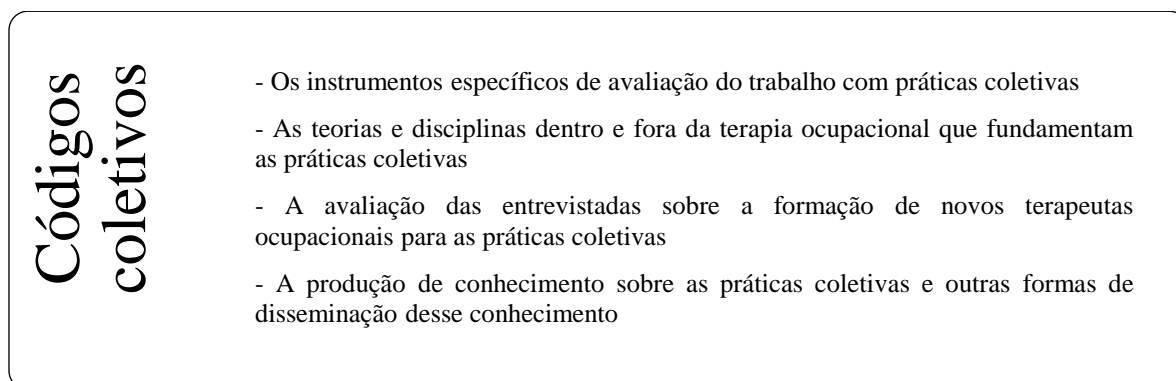 Códigos
coletivos
- Os instrumentos específicos de avaliação do trabalho com práticas coletivas
- As teorias e disciplinas dentro e fora da terapia ocupacional que fundamentam
as práticas coletivas
- A avaliação das entrevistadas sobre a formação de novos terapeutas
ocupacionais para as práticas coletivas
- A produção de conhecimento sobre as práticas coletivas e outras formas de
disseminação desse conhecimento